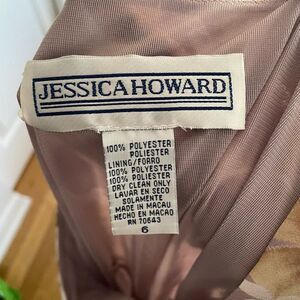 JESSICA HOWARD
100% POLYESTER
POLIESTER
LINING/FORRO
100% POLYESTER
100% POLIESTER
DRY CLEAN ONLY
LAVAR EN SECO
SOLAMENTE
MADE IN MACAU
HECHO EN MACAO
RN 70643
6